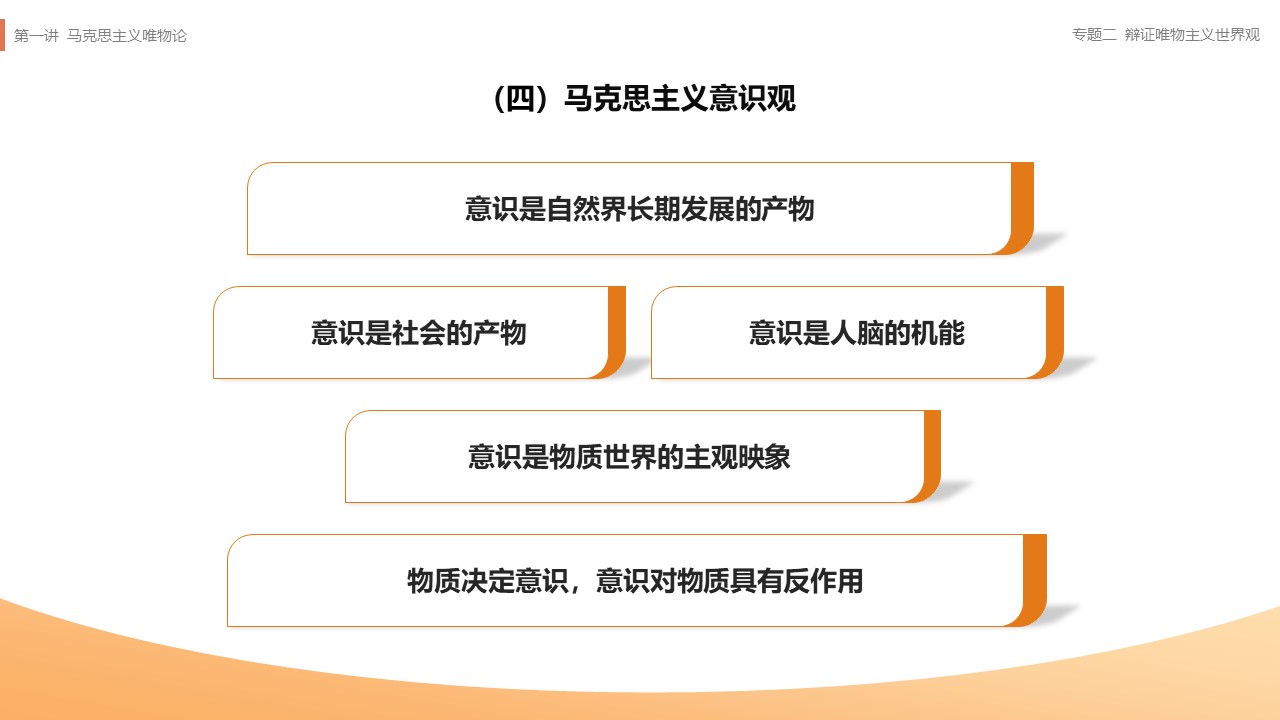 第一讲 马克思主义唯物论
专题二 辩证唯物主义世界观
（四）马克思主义意识观
意识是自然界长期发展的产物
意识是社会的产物
意识是人脑的机能
意识是物质世界的主观映象
物质决定意识，意识对物质具有反作用